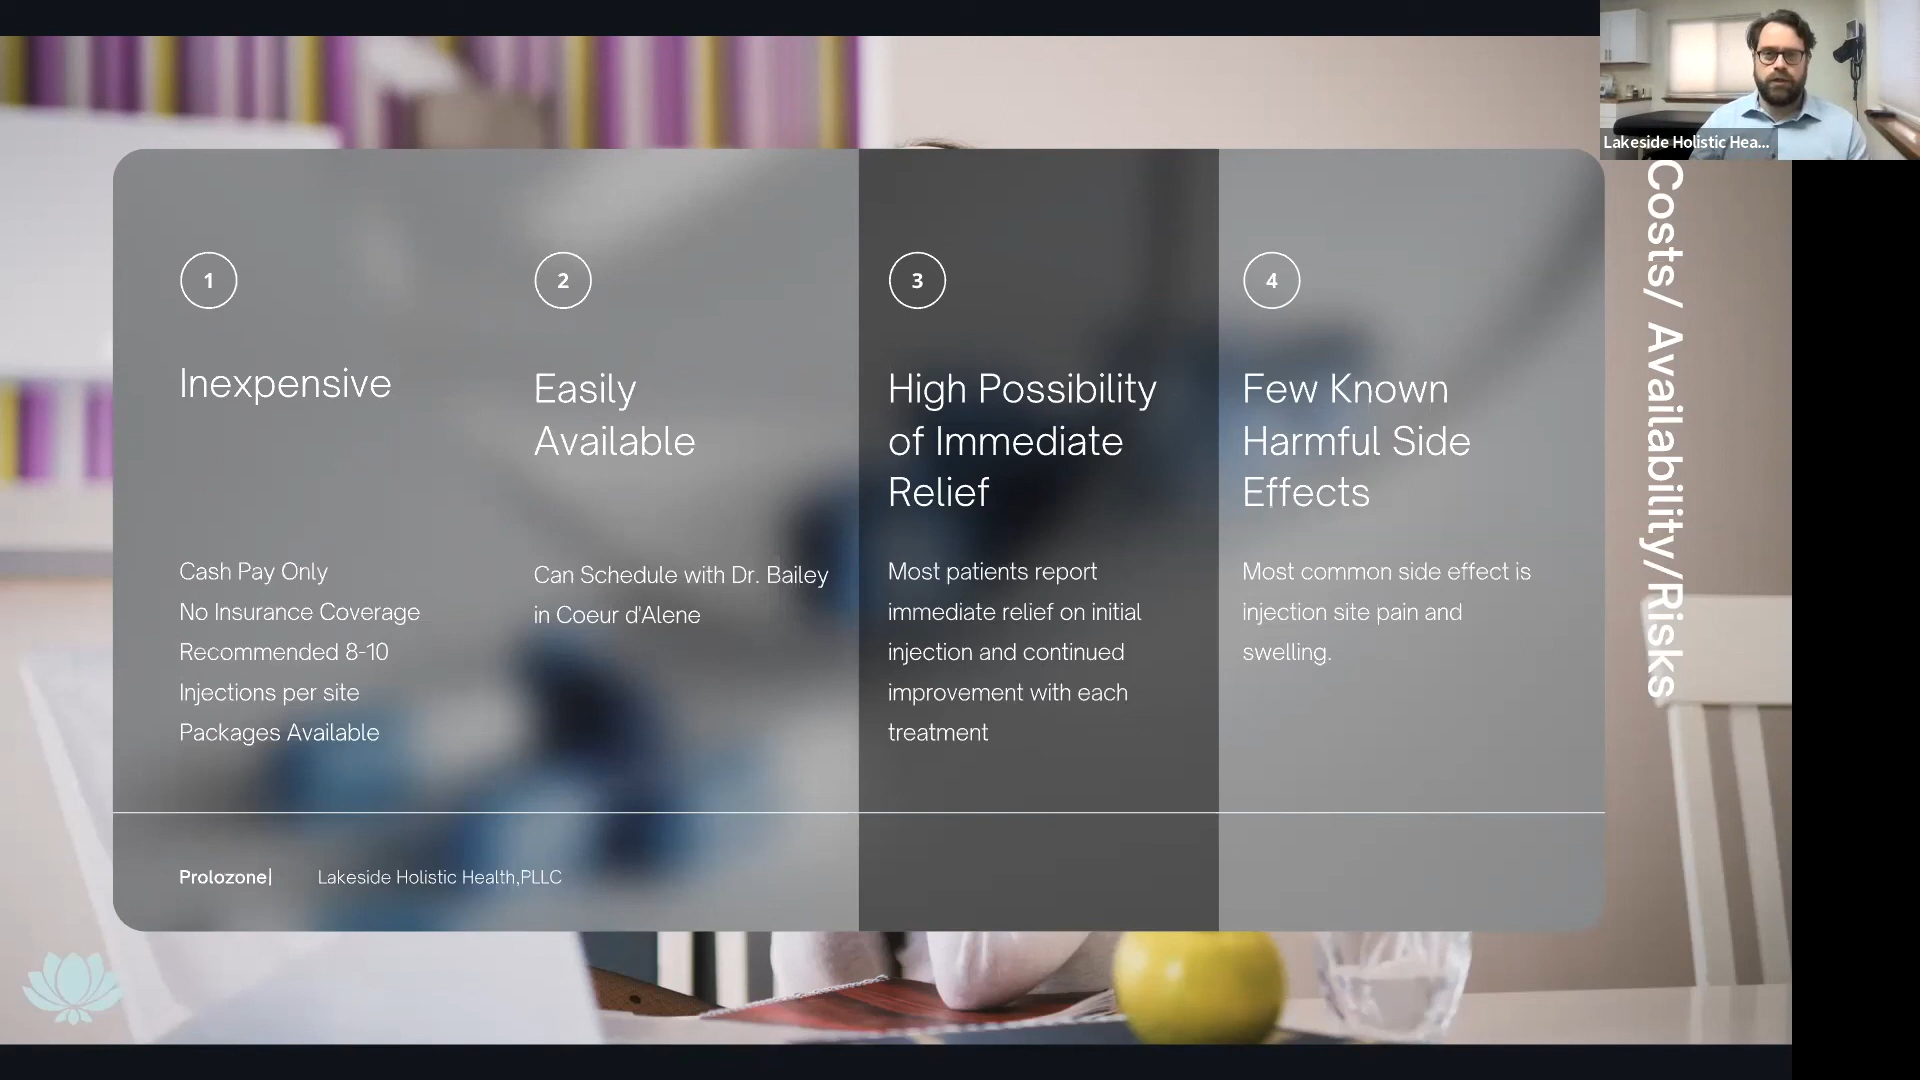 Lakeside Holistic Hea...
Costs/ Availability/Risks
1
Inexpensive
Cash Pay Only
No Insurance Coverage
Recommended 8-10
Injections per site
Packages Available
2
Easily
Available
Can Schedule with Dr. Bailey
in Coeur d'Alene
3
High Possibility
of Immediate
Relief
Most patients report
immediate relief on initial
injection and continued
improvement with each
treatment
4
Few Known
Harmful Side
Effects
Most common side effect is
injection site pain and
swelling.
Prolozone| Lakeside Holistic Health,PLLC